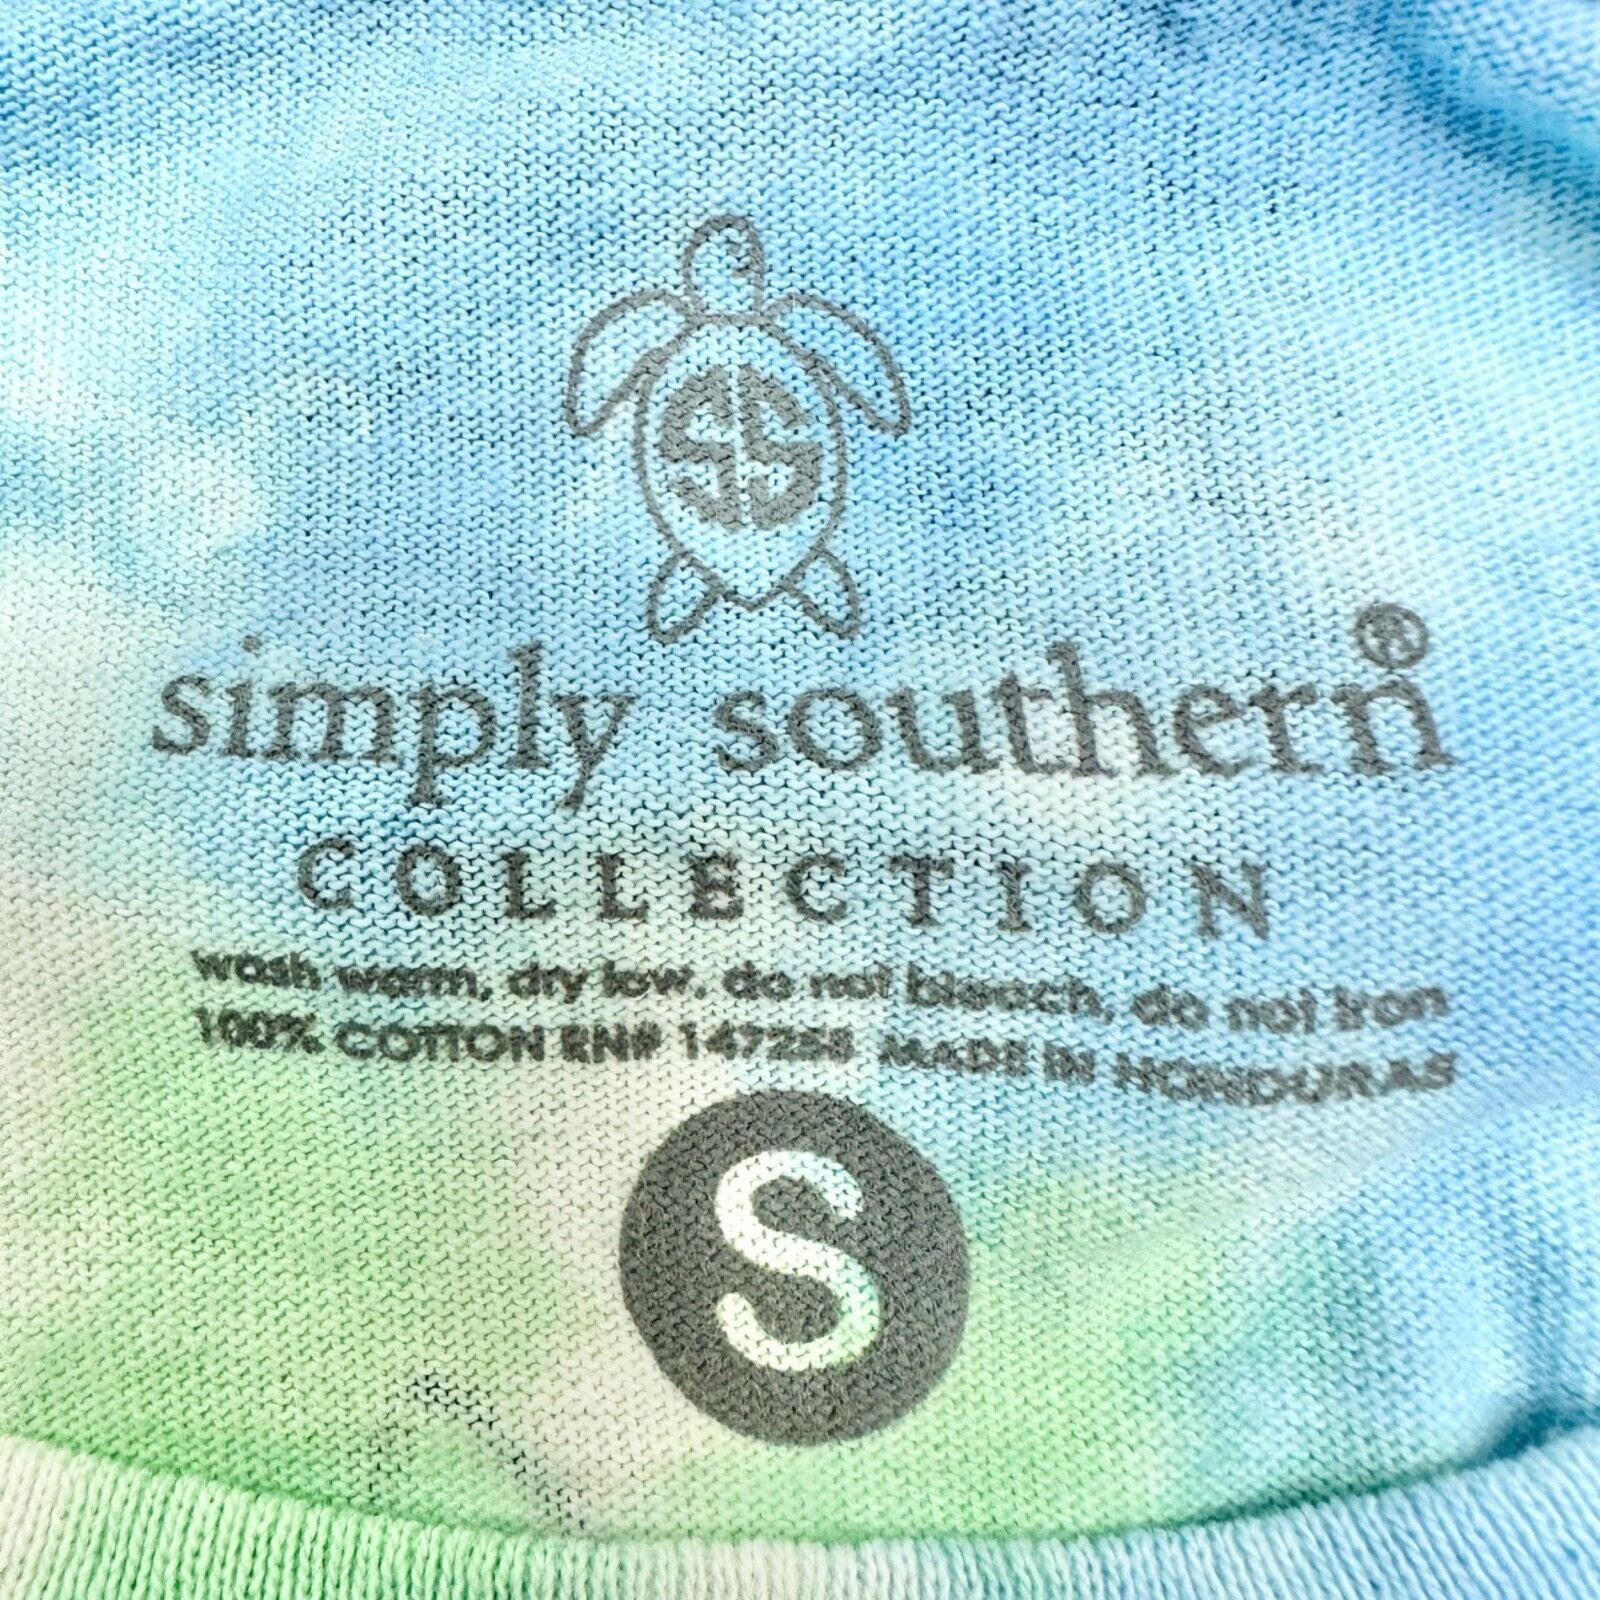 SS
simply southern®
COLLECTION
wash warm, dry low, do not bleach, do not iron
100% COTTON RN# 147258 MADE IN HONDURAS
S